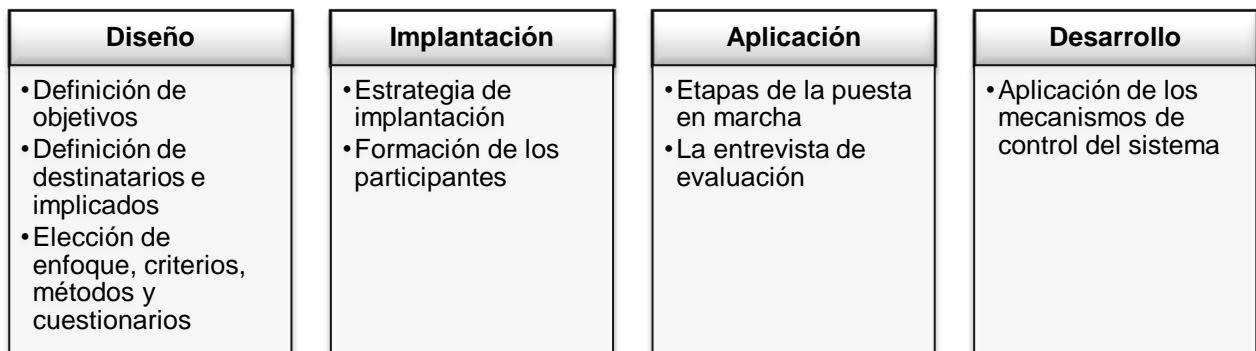 Diseño
•Definición de
objetivos
•Definición de
destinatarios e
implicados
•Elección de
enfoque, criterios,
métodos y
cuestionarios
Implantación
•Estrategia de
implantación
•Formación de los
participantes
Aplicación
•Etapas de la puesta
en marcha
•La entrevista de
evaluación
Desarrollo
•Aplicación de los
mecanismos de
control del sistema